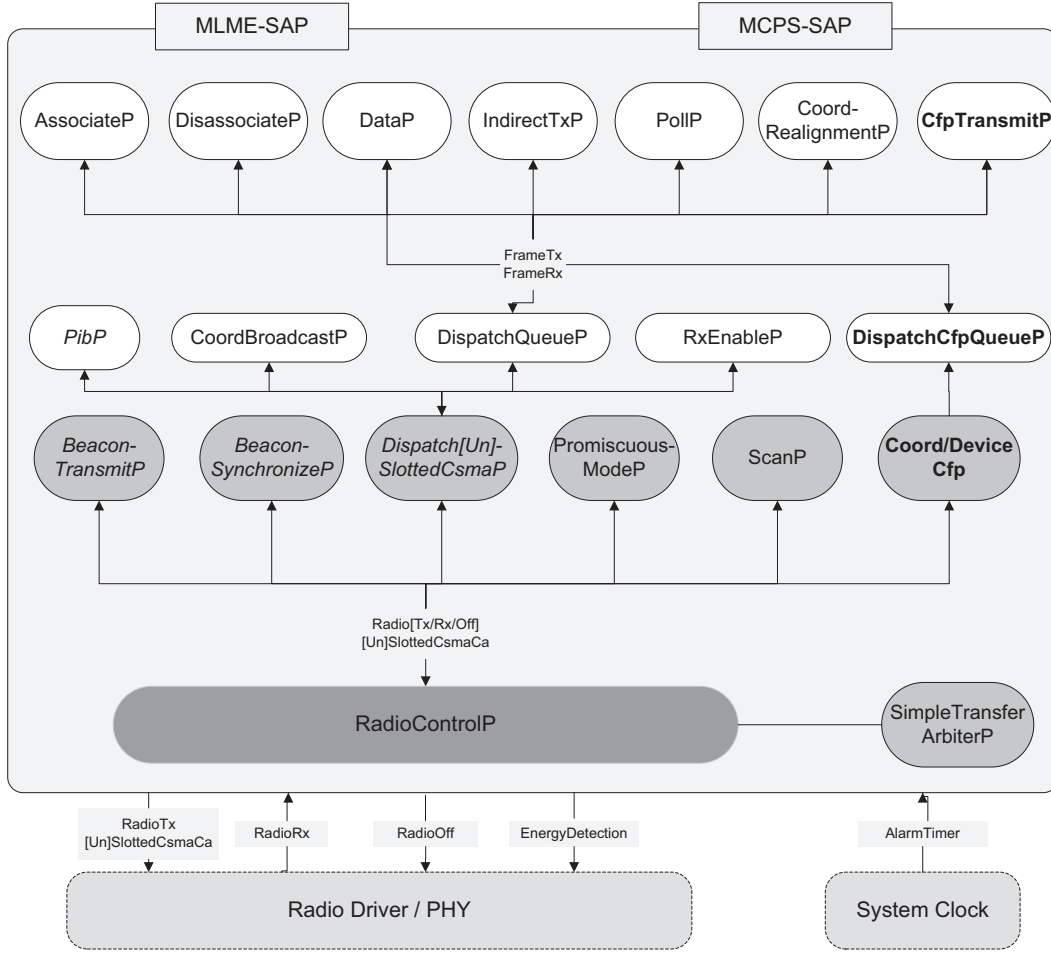 MLME-SAP
MCPS-SAP
AssociateP
DisassociateP
DataP
IndirectTxP
PollP
Coord-
RealignmentP
CfpTransmitP
FrameTx
FrameRx
PibP
CoordBroadcastP
DispatchQueueP
RxEnableP
DispatchCfpQueueP
Beacon-
TransmitP
Beacon-
SynchronizeP
Dispatch[Un]-
SlottedCsmaP
Promiscuous-
ModeP
ScanP
Coord/Device
Cfp
Radio[Tx/Rx/Off]
[Un]SlottedCsmaCa
RadioControlP
SimpleTransfer
ArbiterP
RadioTx
[Un]SlottedCsmaCa
RadioRx
RadioOff
EnergyDetection
AlarmTimer
Radio Driver / PHY
System Clock